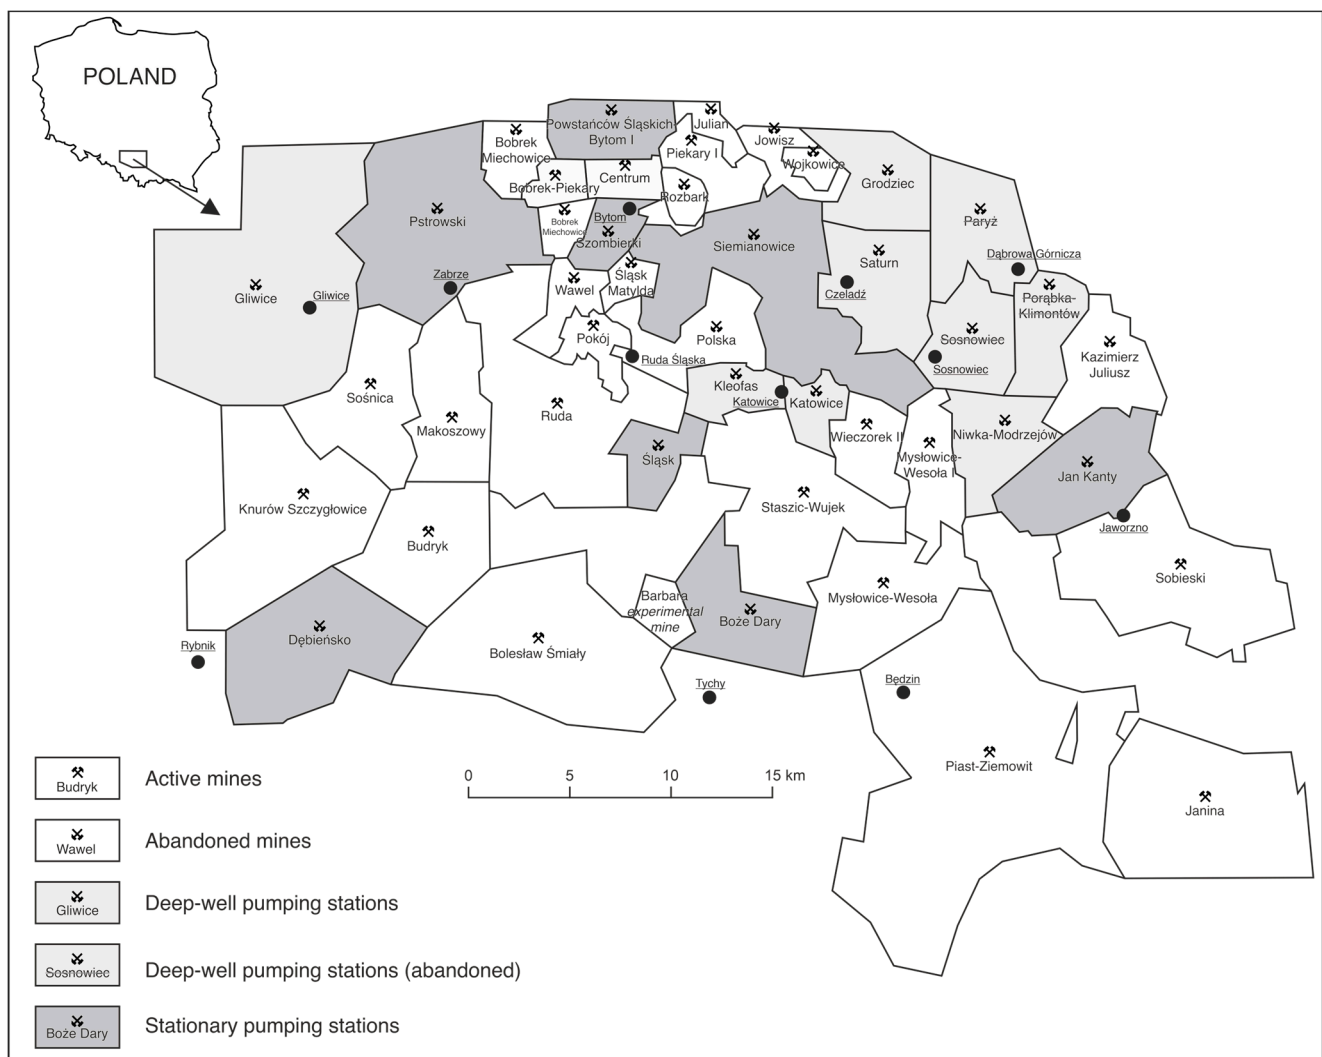 POLAND
Powstańców Śląskich-
Bytom I
Julian
Bobrek
Miechowice
Piekary I
Jowisz
Wojkowice
Grodziec
Bobrek-Piekary
Centrum
Rozbark
Pstrowski
Bobrek
Miechowice
Bytom
Szombierki
Siemianowice
Paryż
Dąbrowa Górnicza
Saturn
Czeladź
Gliwice
Gliwice
Zabrze
Wawel
Śląsk
Matylda
Porąbka-
Klimontów
Pokój
Polska
Sosnowiec
Sosnowiec
Kazimierz
Juliusz
Ruda Śląska
Sośnica
Makoszowy
Ruda
Kleofas
Katowice
Katowice
Wieczorek II
Niwka-Modrzejów
Mysłowice-
Wesoła I
Śląsk
Jan Kanty
Knurów Szczygłowice
Staszic-Wujek
Jaworzno
Budryk
Sobieski
Barbara
experimental
mine
Mysłowice-Wesoła
Boże Dary
Dębieńsko
Bolesław Śmiały
Rybnik
Tychy
Będzin
Piast-Ziemowit
Janina
0 5 10 15 km
Budryk
Active mines
Wawel
Abandoned mines
Gliwice
Deep-well pumping stations
Sosnowiec
Deep-well pumping stations (abandoned)
Boże Dary
Stationary pumping stations